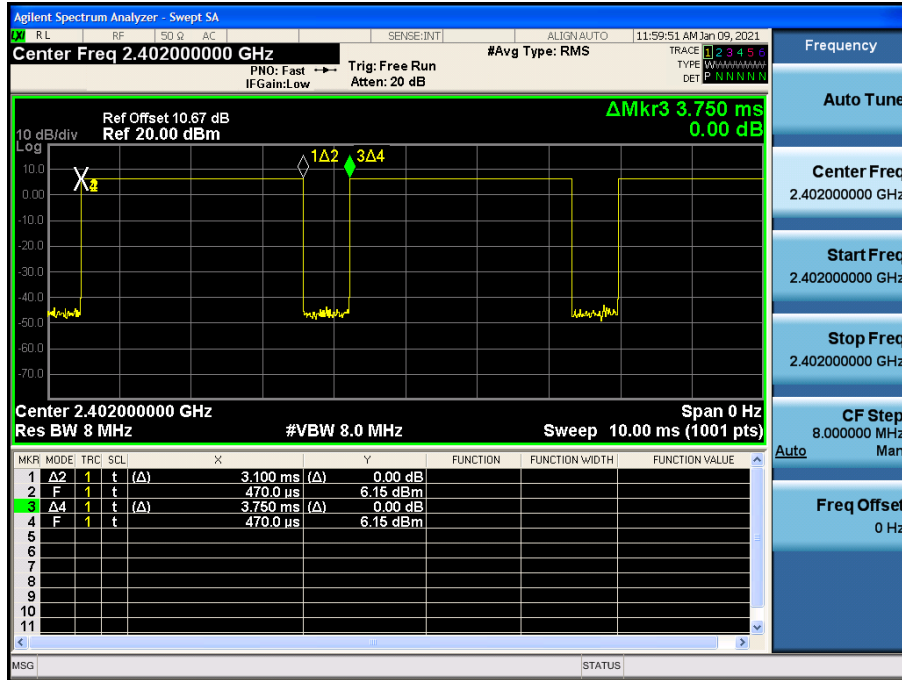 Agilent Spectrum Analyzer - Swept SA
LXI RL RF 50 Ω AC SENSE:INT ALIGNAUTO 11:59:51 AM Jan 09, 2021
Center Freq 2.402000000 GHz #Avg Type: RMS TRACE 1 2 3 4 5 6
PNO: Fast Trig: Free Run TYPE WWWWWW
IFGain:Low Atten: 20 dB DET P N N N N N
Frequency
Auto Tune
Center Freq
2.402000000 GHz
Start Freq
2.402000000 GHz
Stop Freq
2.402000000 GHz
CF Step
8.000000 MHz
Auto Man
Freq Offset
0 Hz
ΔMkr3 3.750 ms
0.00 dB
Ref Offset 10.67 dB
10 dB/div Ref 20.00 dBm
Log
1Δ2 3Δ4
10.0
X
0.00
-10.0
-20.0
-30.0
-40.0
-50.0
-60.0
-70.0
Center 2.402000000 GHz Span 0 Hz
Res BW 8 MHz #VBW 8.0 MHz Sweep 10.00 ms (1001 pts)
MKR MODE TRC SCL X Y FUNCTION FUNCTION WIDTH FUNCTION VALUE
1 Δ2 1 t (Δ) 3.100 ms (Δ) 0.00 dB
2 F 1 t 470.0 µs 6.15 dBm
3 Δ4 1 t (Δ) 3.750 ms (Δ) 0.00 dB
4 F 1 t 470.0 µs 6.15 dBm
5
6
7
8
9
10
11
MSG STATUS